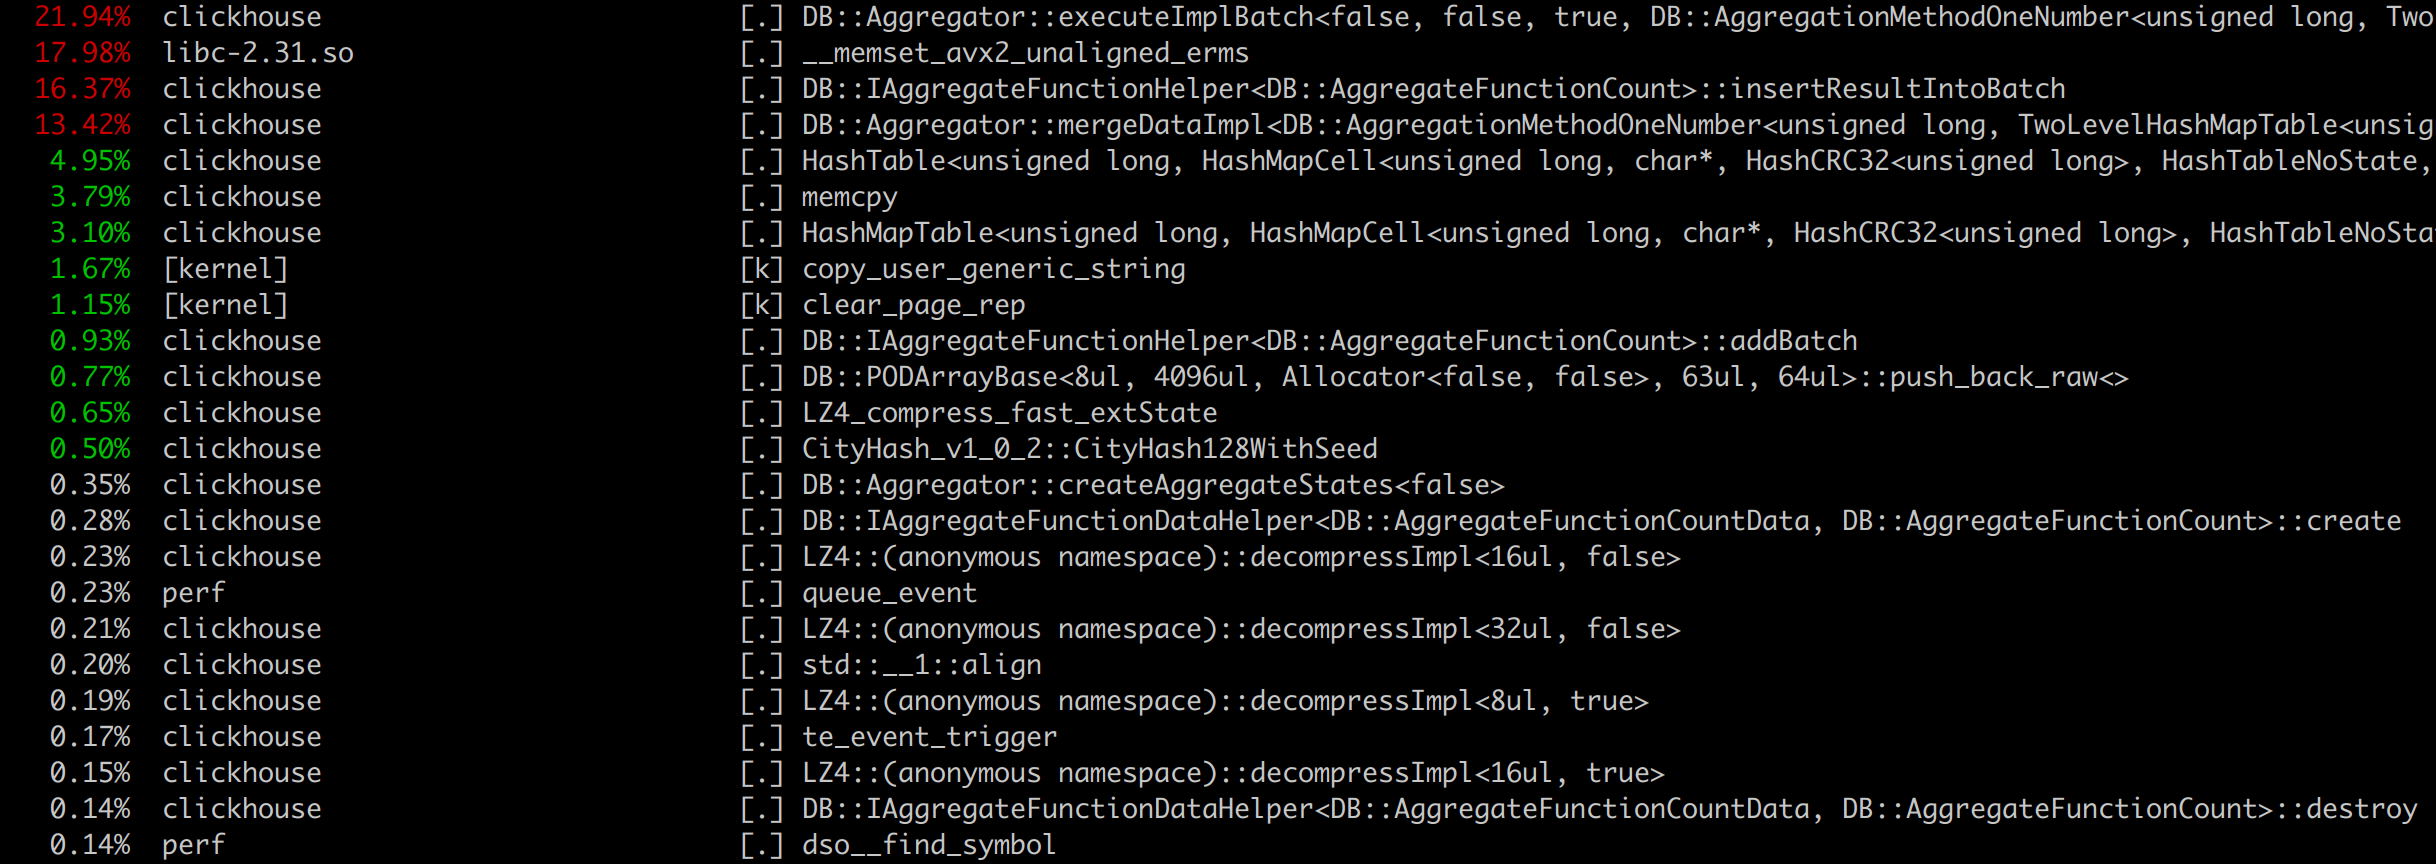 21.94% clickhouse [.] DB::Aggregator::executeImplBatch<false, false, true, DB::AggregationMethodOneNumber<unsigned long, Two
17.98% libc-2.31.so [.] __memset_avx2_unaligned_erms
16.37% clickhouse [.] DB::IAggregateFunctionHelper<DB::AggregateFunctionCount>::insertResultIntoBatch
13.42% clickhouse [.] DB::Aggregator::mergeDataImpl<DB::AggregationMethodOneNumber<unsigned long, TwoLevelHashMapTable<unsig
4.95% clickhouse [.] HashTable<unsigned long, HashMapCell<unsigned long, char*, HashCRC32<unsigned long>, HashTableNoState,
3.79% clickhouse [.] memcpy
3.10% clickhouse [.] HashMapTable<unsigned long, HashMapCell<unsigned long, char*, HashCRC32<unsigned long>, HashTableNoSta
1.67% [kernel] [k] copy_user_generic_string
1.15% [kernel] [k] clear_page_rep
0.93% clickhouse [.] DB::IAggregateFunctionHelper<DB::AggregateFunctionCount>::addBatch
0.77% clickhouse [.] DB::PODArrayBase<8ul, 4096ul, Allocator<false, false>, 63ul, 64ul>::push_back_raw<>
0.65% clickhouse [.] LZ4_compress_fast_extState
0.50% clickhouse [.] CityHash_v1_0_2::CityHash128WithSeed
0.35% clickhouse [.] DB::Aggregator::createAggregateStates<false>
0.28% clickhouse [.] DB::IAggregateFunctionDataHelper<DB::AggregateFunctionCountData, DB::AggregateFunctionCount>::create
0.23% clickhouse [.] LZ4::(anonymous namespace)::decompressImpl<16ul, false>
0.23% perf [.] queue_event
0.21% clickhouse [.] LZ4::(anonymous namespace)::decompressImpl<32ul, false>
0.20% clickhouse [.] std::__1::align
0.19% clickhouse [.] LZ4::(anonymous namespace)::decompressImpl<8ul, true>
0.17% clickhouse [.] te_event_trigger
0.15% clickhouse [.] LZ4::(anonymous namespace)::decompressImpl<16ul, true>
0.14% clickhouse [.] DB::IAggregateFunctionDataHelper<DB::AggregateFunctionCountData, DB::AggregateFunctionCount>::destroy
0.14% perf [.] dso__find_symbol